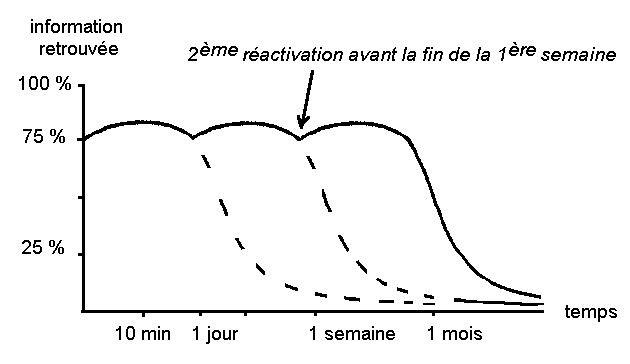 information
retrouvée
2ème réactivation avant la fin de la 1ère semaine
100 %
75 %
25 %
temps
10 min 1 jour 1 semaine 1 mois